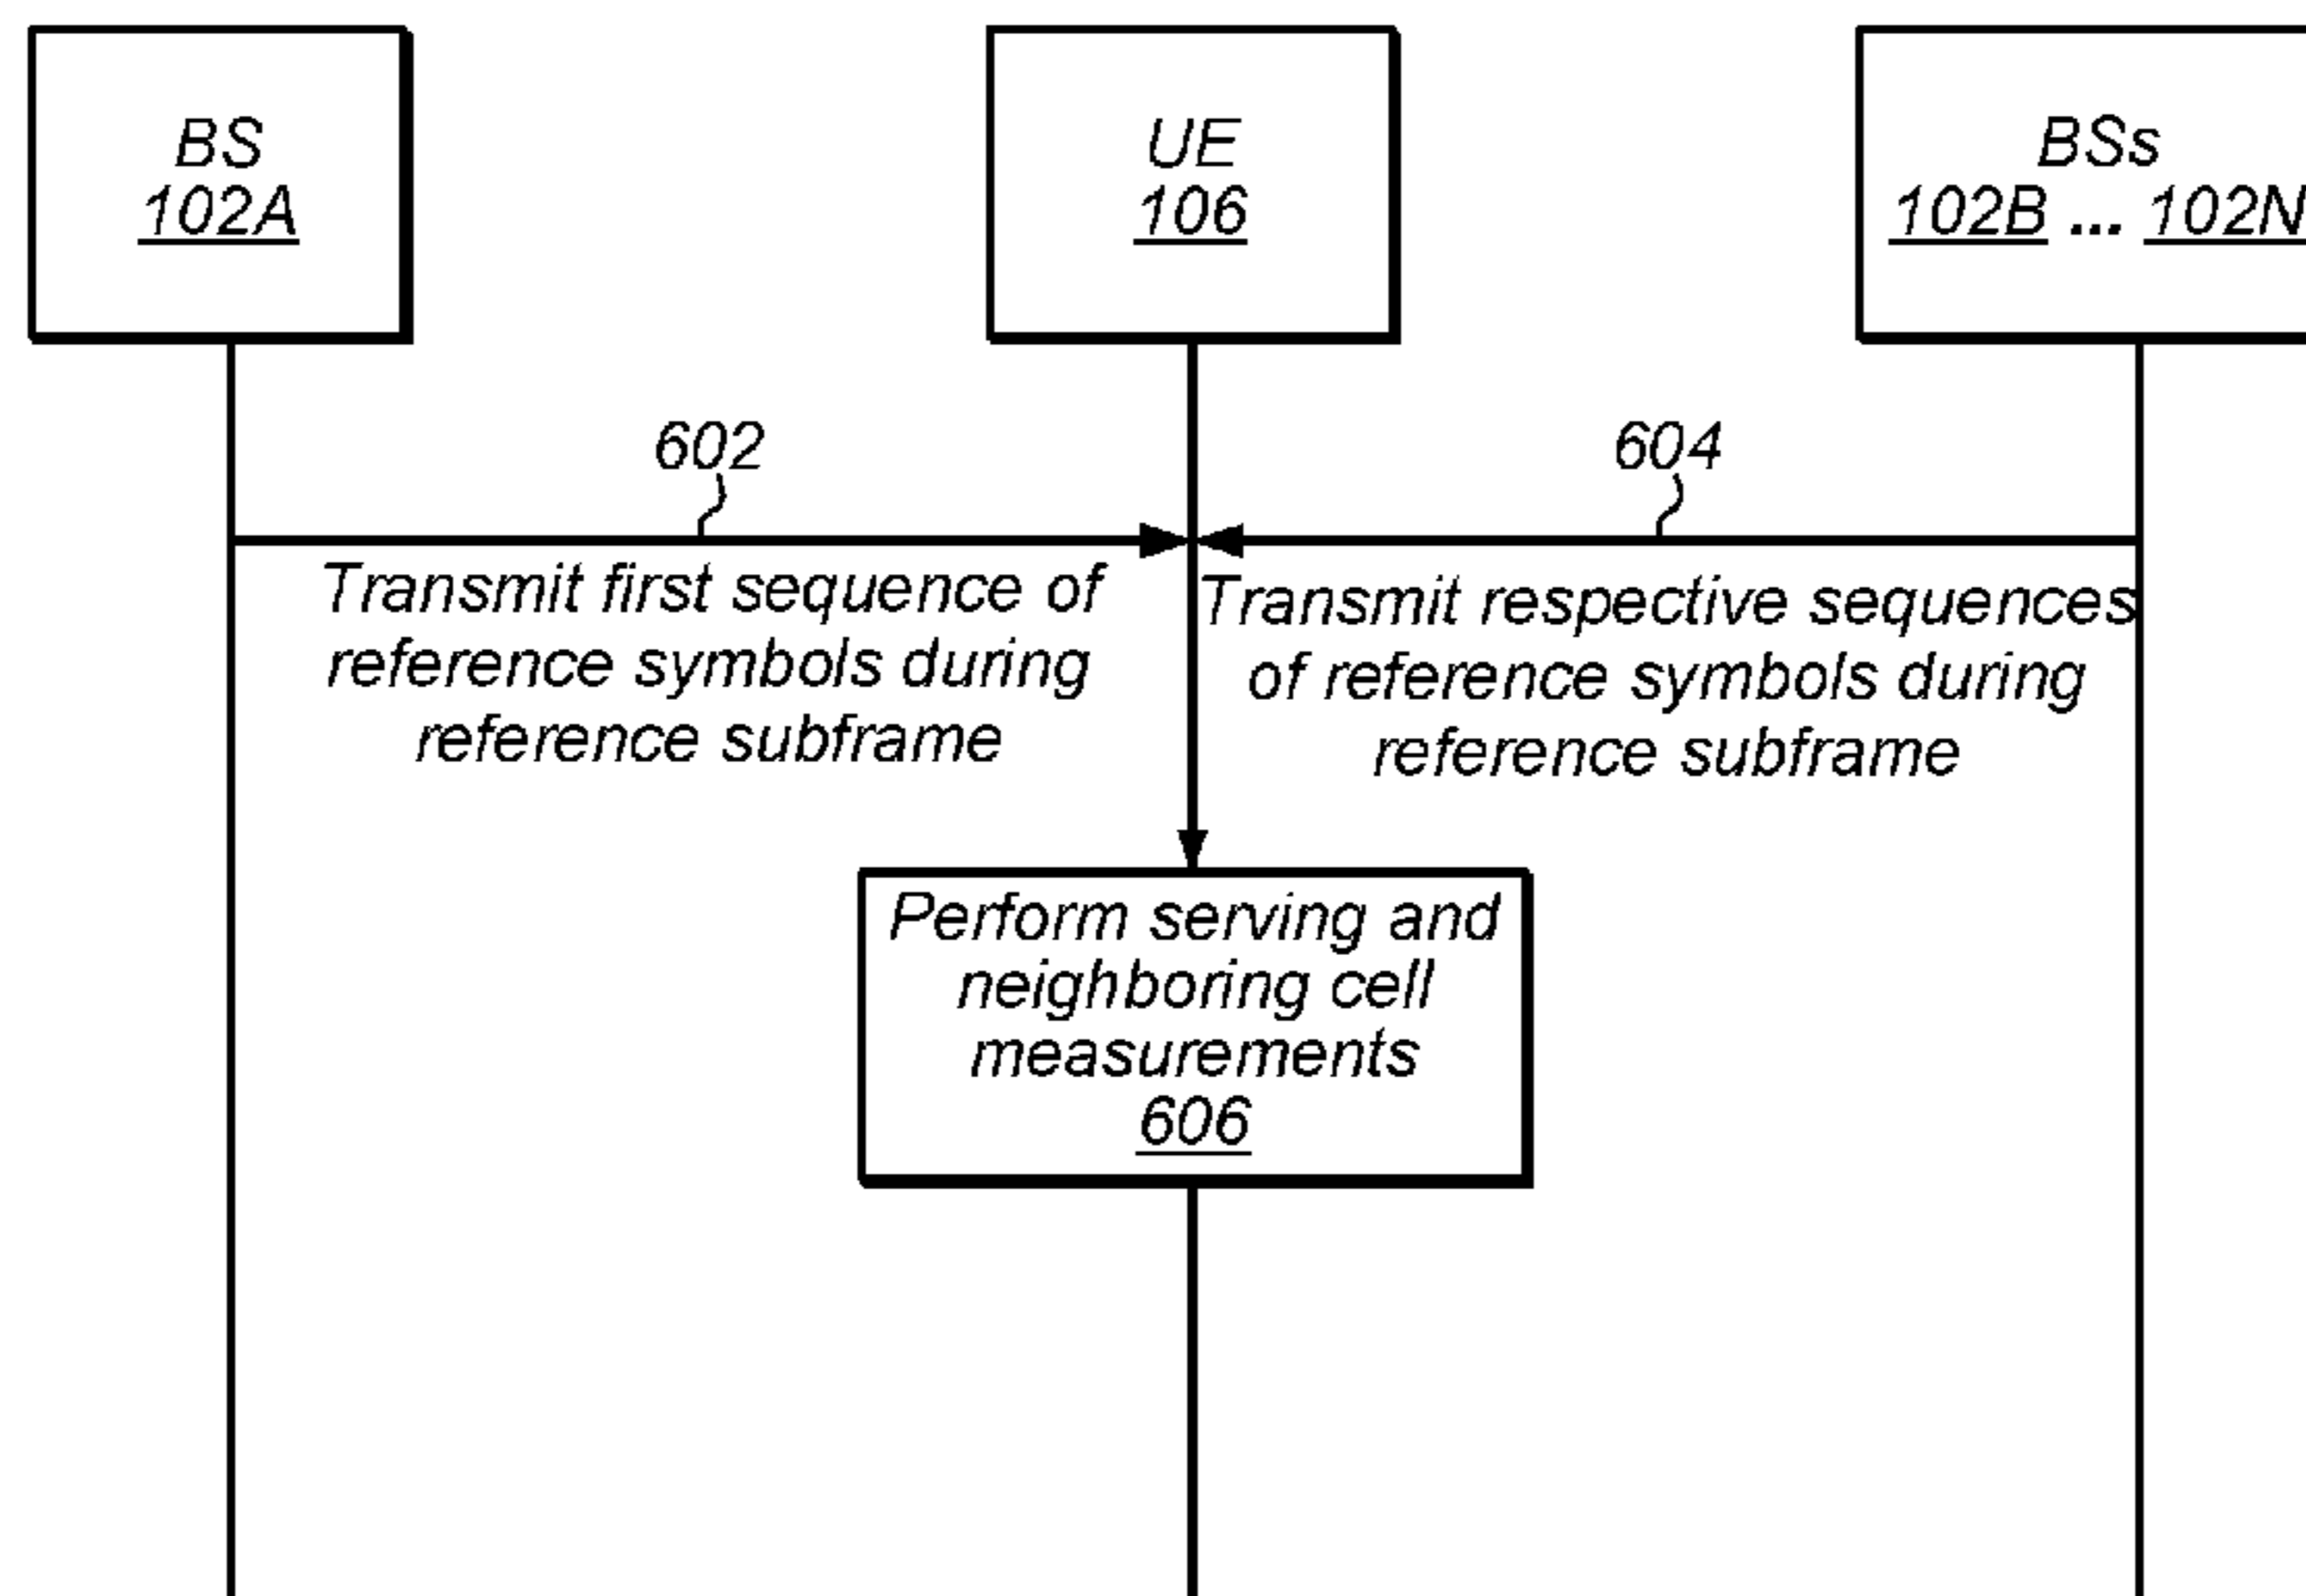 BS
102A
UE
106
BSs
102B ... 102N
602
604
Transmit first sequence of
reference symbols during
reference subframe
Transmit respective sequences
of reference symbols during
reference subframe
Perform serving and
neighboring cell
measurements
606